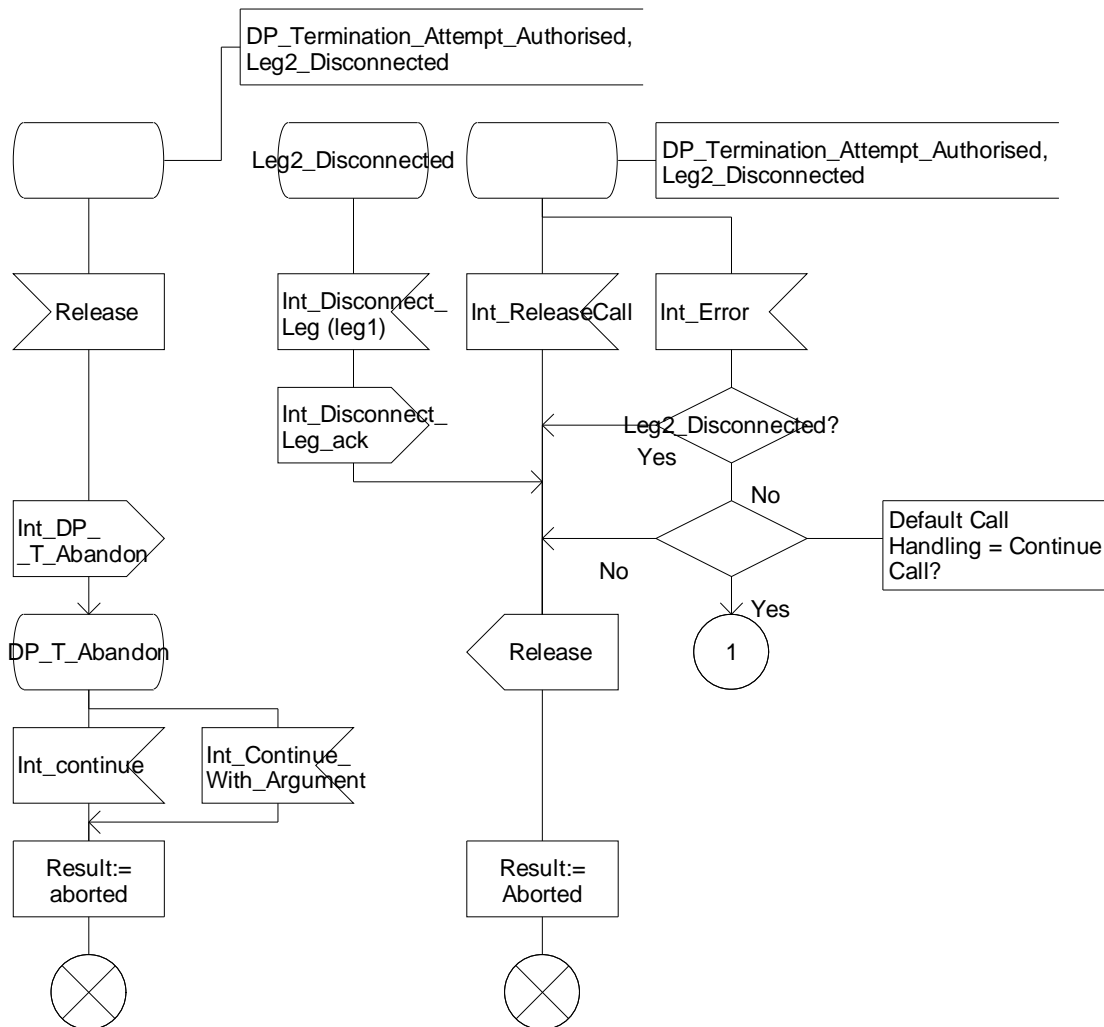 DP_Termination_Attempt_Authorised,
Leg2_Disconnected
Leg2_Disconnected
DP_Termination_Attempt_Authorised,
Leg2_Disconnected
Release
Int_Disconnect_
Leg (leg1)
Int_ReleaseCall
Int_Error
Int_Disconnect_
Leg_ack
Leg2_Disconnected?
Yes
No
Int_DP_
_T_Abandon
Default Call
Handling = Continue
Call?
No
Yes
DP_T_Abandon
Release
1
Int_continue
Int_Continue_
With_Argument
Result:=
aborted
Result:=
Aborted